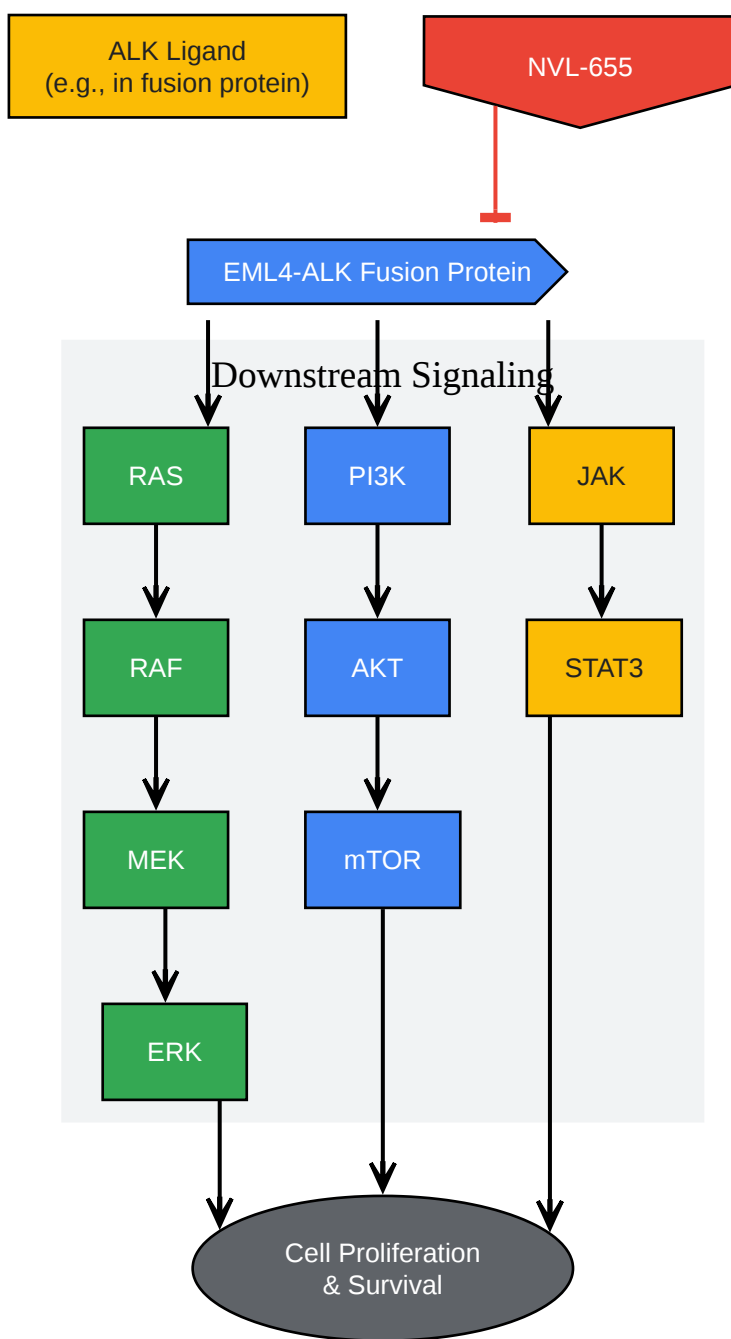 ALK Ligand
(e.g., in fusion protein)
NVL-655
EML4-ALK Fusion Protein
Downstream Signaling
RAS
PI3K
JAK
RAF
AKT
STAT3
MEK
mTOR
ERK
Cell Proliferation
& Survival